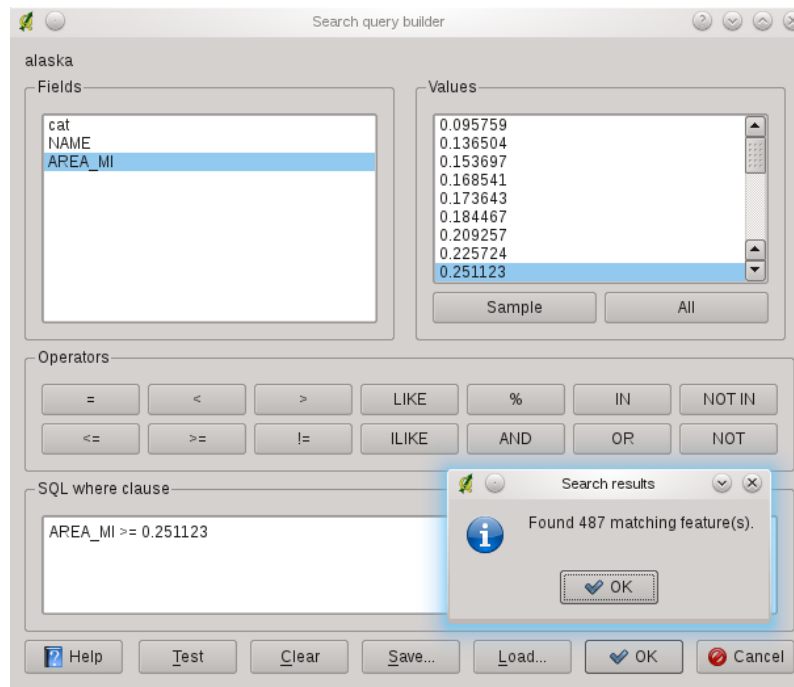 Search query builder
alaska
Fields
cat
NAME
AREA_MI
Values
0.095759
0.136504
0.153697
0.168541
0.173643
0.184467
0.209257
0.225724
0.251123
Sample All
Operators
= < > LIKE % IN NOT IN
<= >= != ILIKE AND OR NOT
SQL where clause
AREA_MI >= 0.251123
Search results
Found 487 matching feature(s).
OK
Help Test Clear Save... Load... OK Cancel